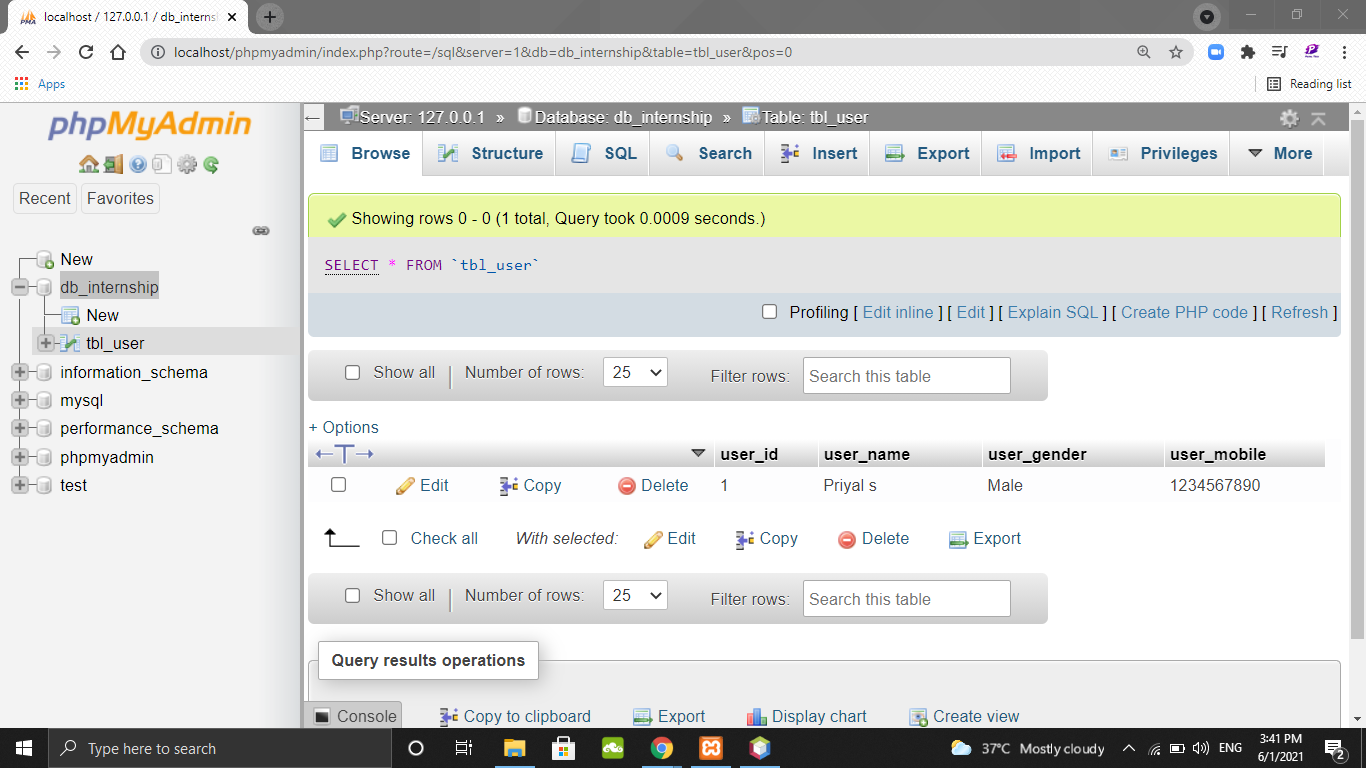 localhost / 127.0.0.1 / db_interns
localhost/phpmyadmin/index.php?route=/sql&server=1&db=db_internship&table=tbl_user&pos=0
Apps
Reading list
phpMyAdmin
Recent Favorites
New
db_internship
New
tbl_user
information_schema
mysql
performance_schema
phpmyadmin
test
Server: 127.0.0.1 » Database: db_internship » Table: tbl_user
Browse Structure SQL Search Insert Export Import Privileges More
Showing rows 0 - 0 (1 total, Query took 0.0009 seconds.)
SELECT * FROM `tbl_user`
Profiling [ Edit inline ] [ Edit ] [ Explain SQL ] [ Create PHP code ] [ Refresh ]
Show all | Number of rows: 25 Filter rows: Search this table
+ Options
←T→ user_id user_name user_gender user_mobile
Edit Copy Delete 1 Priyal s Male 1234567890
Check all With selected: Edit Copy Delete Export
Show all | Number of rows: 25 Filter rows: Search this table
Query results operations
Console Copy to clipboard Export Display chart Create view
Type here to search
37°C Mostly cloudy
ENG
3:41 PM
6/1/2021
2